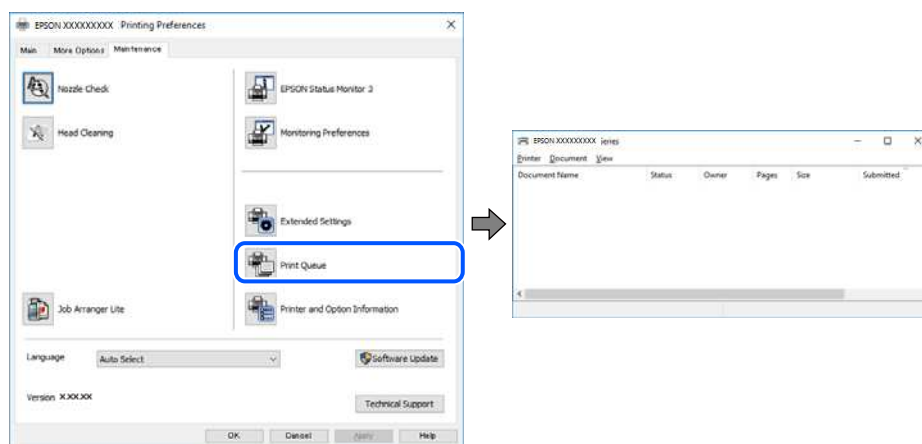 EPSON XXXXXXXXX Printing Preferences
Main More Options Maintenance
Nozzle Check
EPSON Status Monitor 3
Head Cleaning
Monitoring Preferences
Extended Settings
Print Queue
Job Arranger Lite
Printer and Option Information
Language Auto Select
Software Update
Version X.XX.XX
Technical Support
OK Cancel Apply Help
EPSON XXXXXXXXX series
Printer Document View
Document Name Status Owner Pages Size Submitted